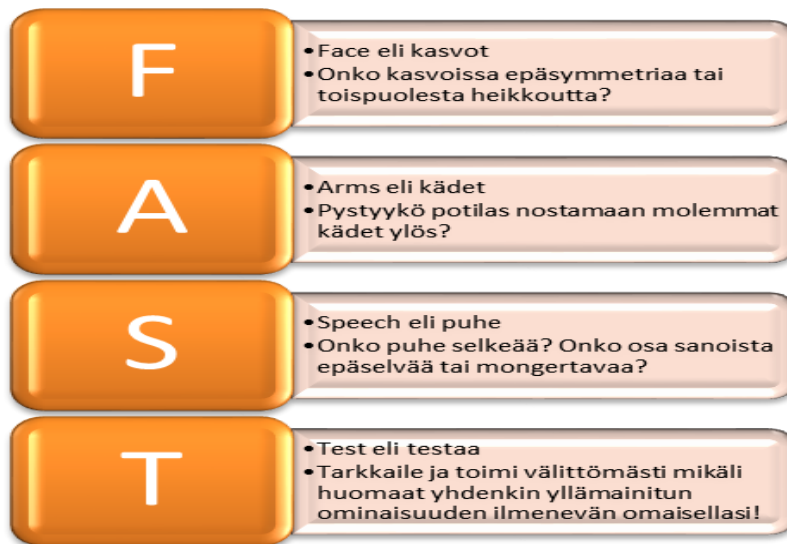 F
•Face eli kasvot
•Onko kasvoissa epäsymmetriaa tai
toispuolesta heikkoutta?
A
•Arms eli kädet
•Pystyykö potilas nostamaan molemmat
kädet ylös?
S
•Speech eli puhe
•Onko puhe selkeää? Onko osa sanoista
epäselvää tai mongertavaa?
T
•Test eli testaa
•Tarkkaile ja toimi välittömästi mikäli
huomaat yhdenkin yllämainitun
ominaisuuden ilmenevän omaisellasi!